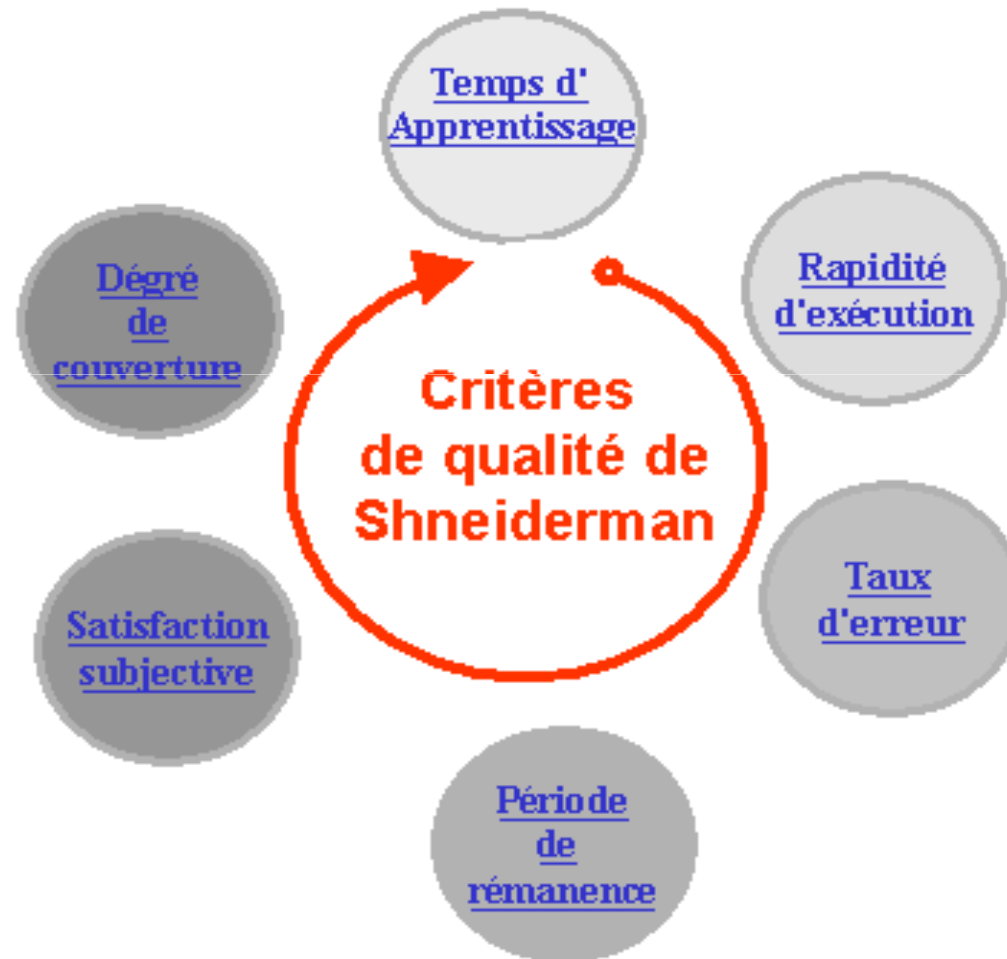 Temps d'
Apprentissage
Rapidité
d'exécution
Taux
d'erreur
Période
de
rémanence
Satisfaction
subjective
Dégré
de
couverture
Critères
de qualité de
Shneiderman